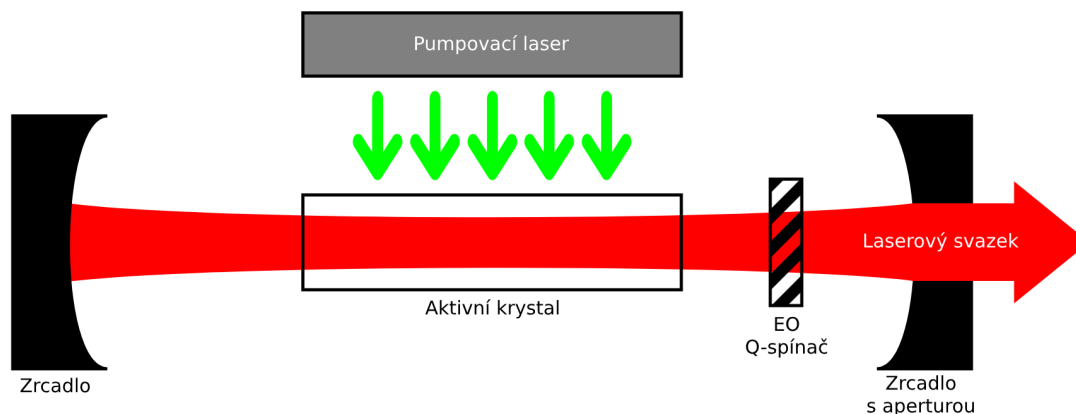 Pumpovací laser
Laserový svazek
Aktivní krystal
EO
Q-spínač
Zrcadlo
Zrcadlo
s aperturou